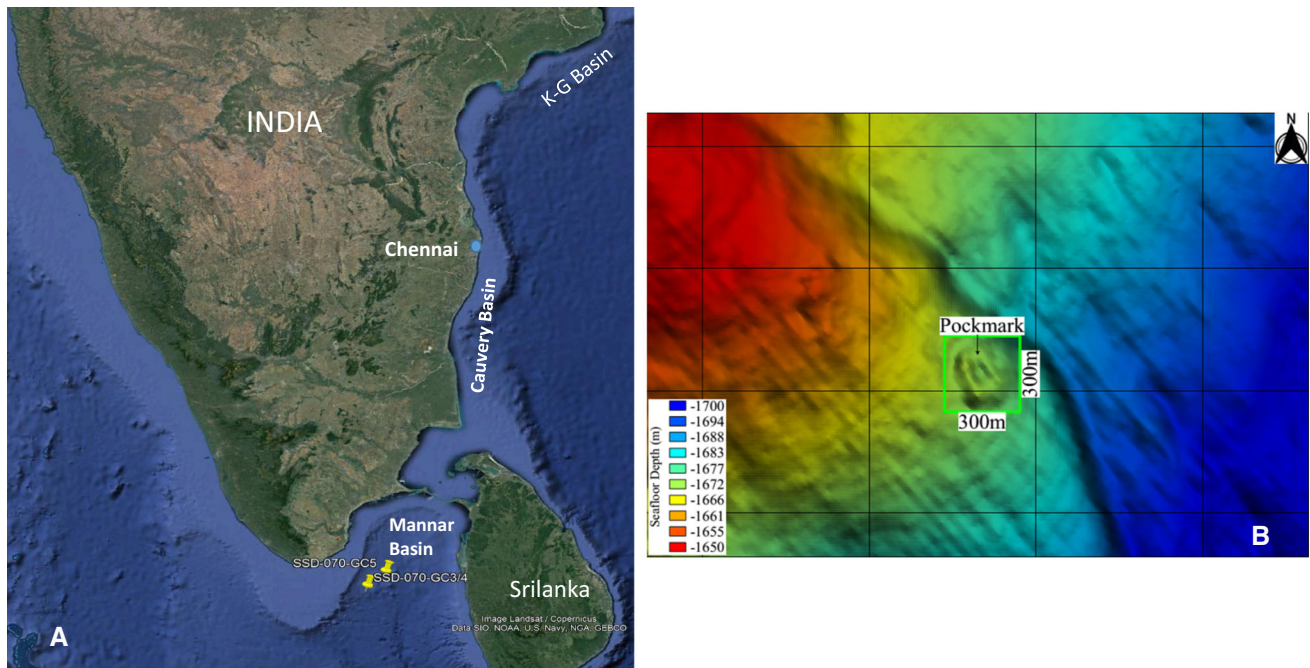 K-G Basin
INDIA
Chennai
Cauvery Basin
Mannar
Basin
SSD-070-GC5
SSD-070-GC3/4
Srilanka
Image Landsat / Copernicus
Data SIO, NOAA, U.S. Navy, NGA, GEBCO
A
N
Pockmark
300m
300m
Seafloor Depth (m)
-1700
-1694
-1688
-1683
-1677
-1672
-1666
-1661
-1655
-1650
B